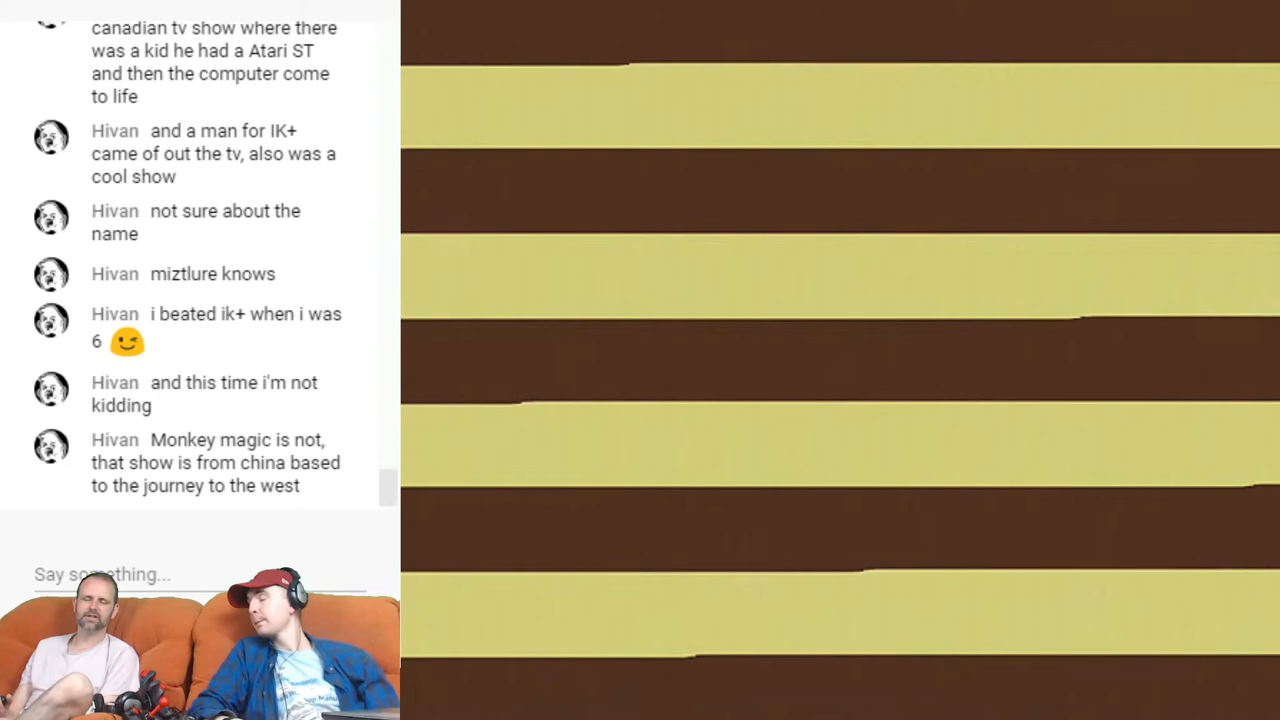 canadian tv show where there
was a kid he had a Atari ST
and then the computer come
to life
Hivan and a man for IK+
came of out the tv, also was a
cool show
Hivan not sure about the
name
Hivan miztlure knows
Hivan i beated ik+ when i was
6 😉
Hivan and this time i'm not
kidding
Hivan Monkey magic is not,
that show is from china based
to the journey to the west
Say something...